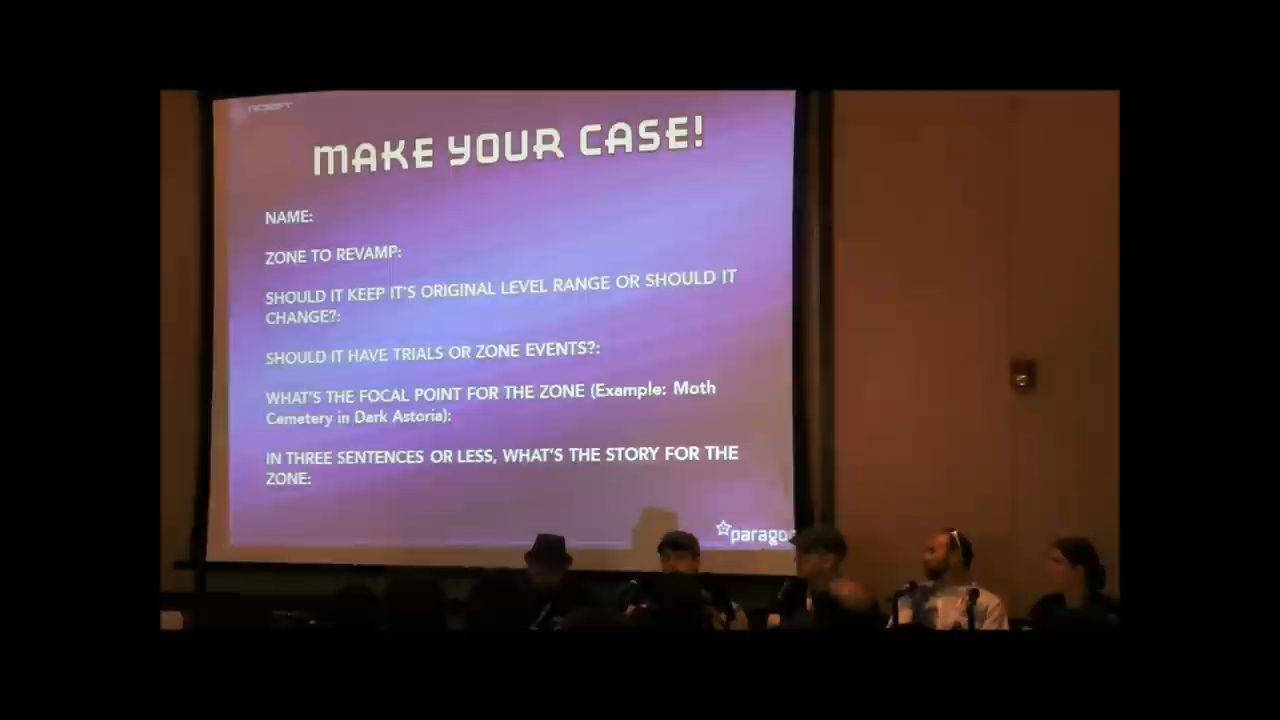 NCSOFT
MAKE YOUR CASE!
NAME:
ZONE TO REVAMP:
SHOULD IT KEEP IT'S ORIGINAL LEVEL RANGE OR SHOULD IT
CHANGE?:
SHOULD IT HAVE TRIALS OR ZONE EVENTS?:
WHAT'S THE FOCAL POINT FOR THE ZONE (Example: Moth
Cemetery in Dark Astoria):
IN THREE SENTENCES OR LESS, WHAT'S THE STORY FOR THE
ZONE:
parago